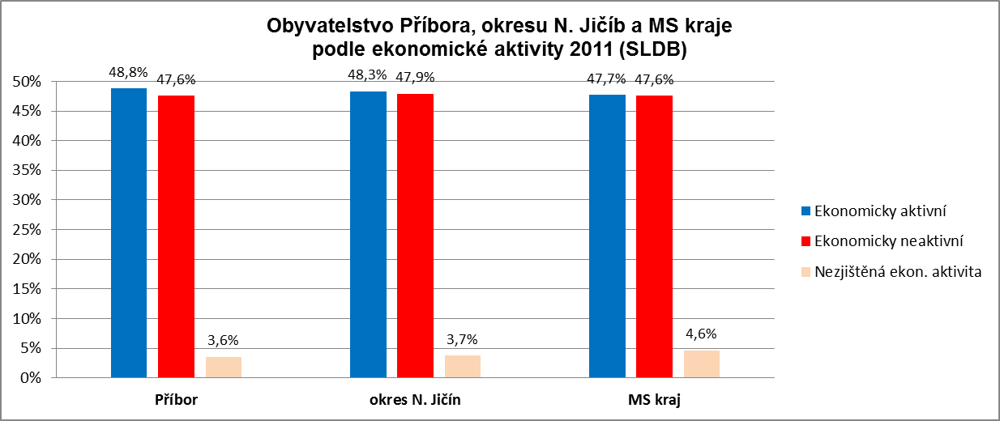 Obyvatelstvo Příbora, okresu N. Jičíb a MS kraje
podle ekonomické aktivity 2011 (SLDB)
50%
45%
40%
35%
30%
25%
20%
15%
10%
5%
0%
48,8%
47,6%
3,6%
48,3%
47,9%
3,7%
47,7%
47,6%
4,6%
Příbor
okres N. Jičín
MS kraj
Ekonomicky aktivní
Ekonomicky neaktivní
Nezjištěná ekon. aktivita